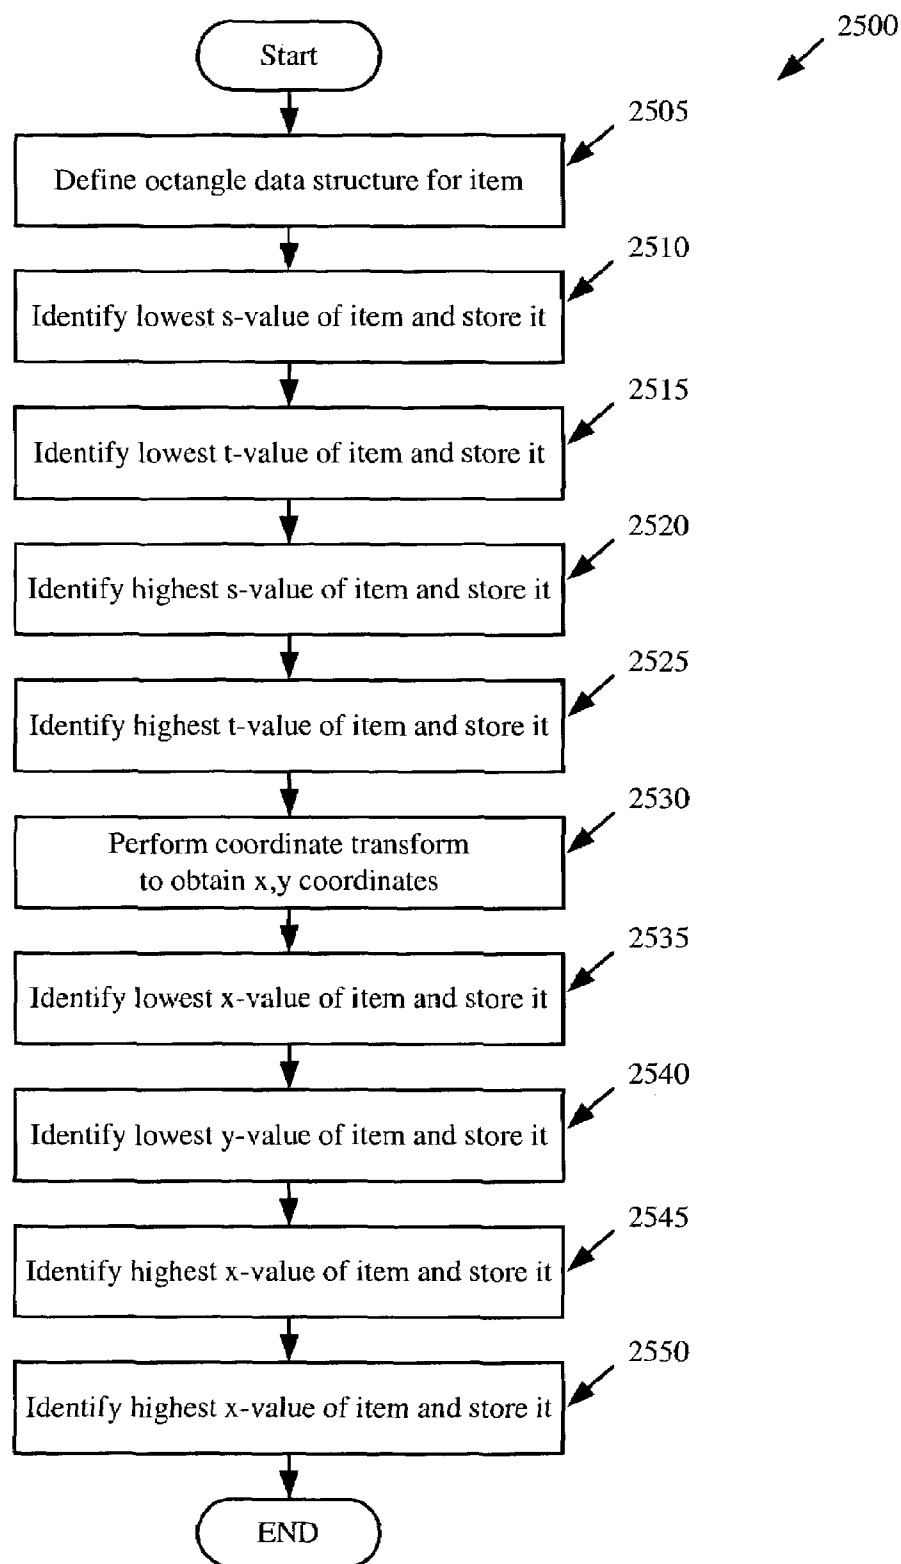 2500
Start
2505
Define octangle data structure for item
2510
Identify lowest s-value of item and store it
2515
Identify lowest t-value of item and store it
2520
Identify highest s-value of item and store it
2525
Identify highest t-value of item and store it
2530
Perform coordinate transform
to obtain x,y coordinates
2535
Identify lowest x-value of item and store it
2540
Identify lowest y-value of item and store it
2545
Identify highest x-value of item and store it
2550
Identify highest x-value of item and store it
END